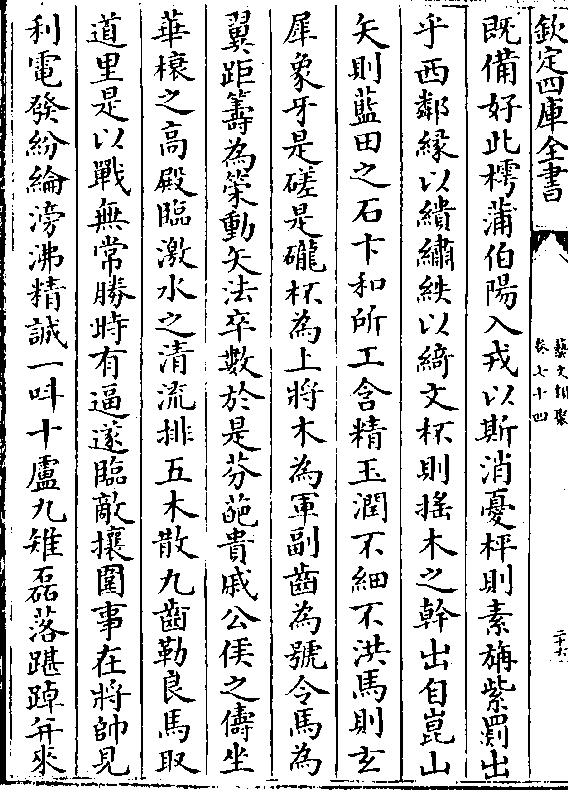 欽定四庫全書
藝文類聚
卷七十四
既備好此樗蒲伯陽入戎以斯消憂枰則素旃紫罽出
乎西鄰緣以繢繡紩以綺文杯則搖木之幹出自崑山
矢則藍田之石卞和所工含精玉潤不細不洪馬則玄
犀象牙是磋是礲杯為上將木為軍副齒為號令馬為
翼距籌為策動矢法卒數於是芬葩貴戚公侯之儔坐
華榱之高殿臨激水之清流排五木散九齒勒良馬取
道里是以戰無常勝時有逼遂臨敵攘圍事在將帥見
利電發紛綸滂沸精誠一呌十盧九雉磊落踸踔并來